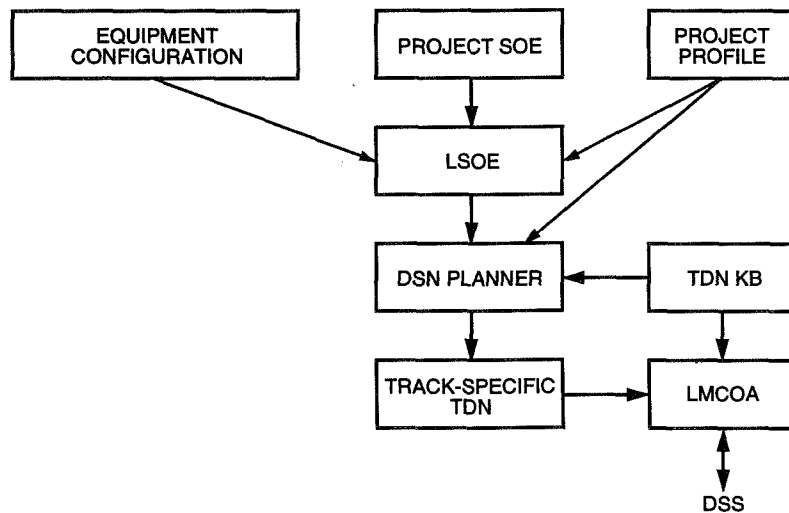 EQUIPMENT
CONFIGURATION
PROJECT SOE
PROJECT
PROFILE
LSOE
DSN PLANNER
TDN KB
TRACK-SPECIFIC
TDN
LMCOA
DSS